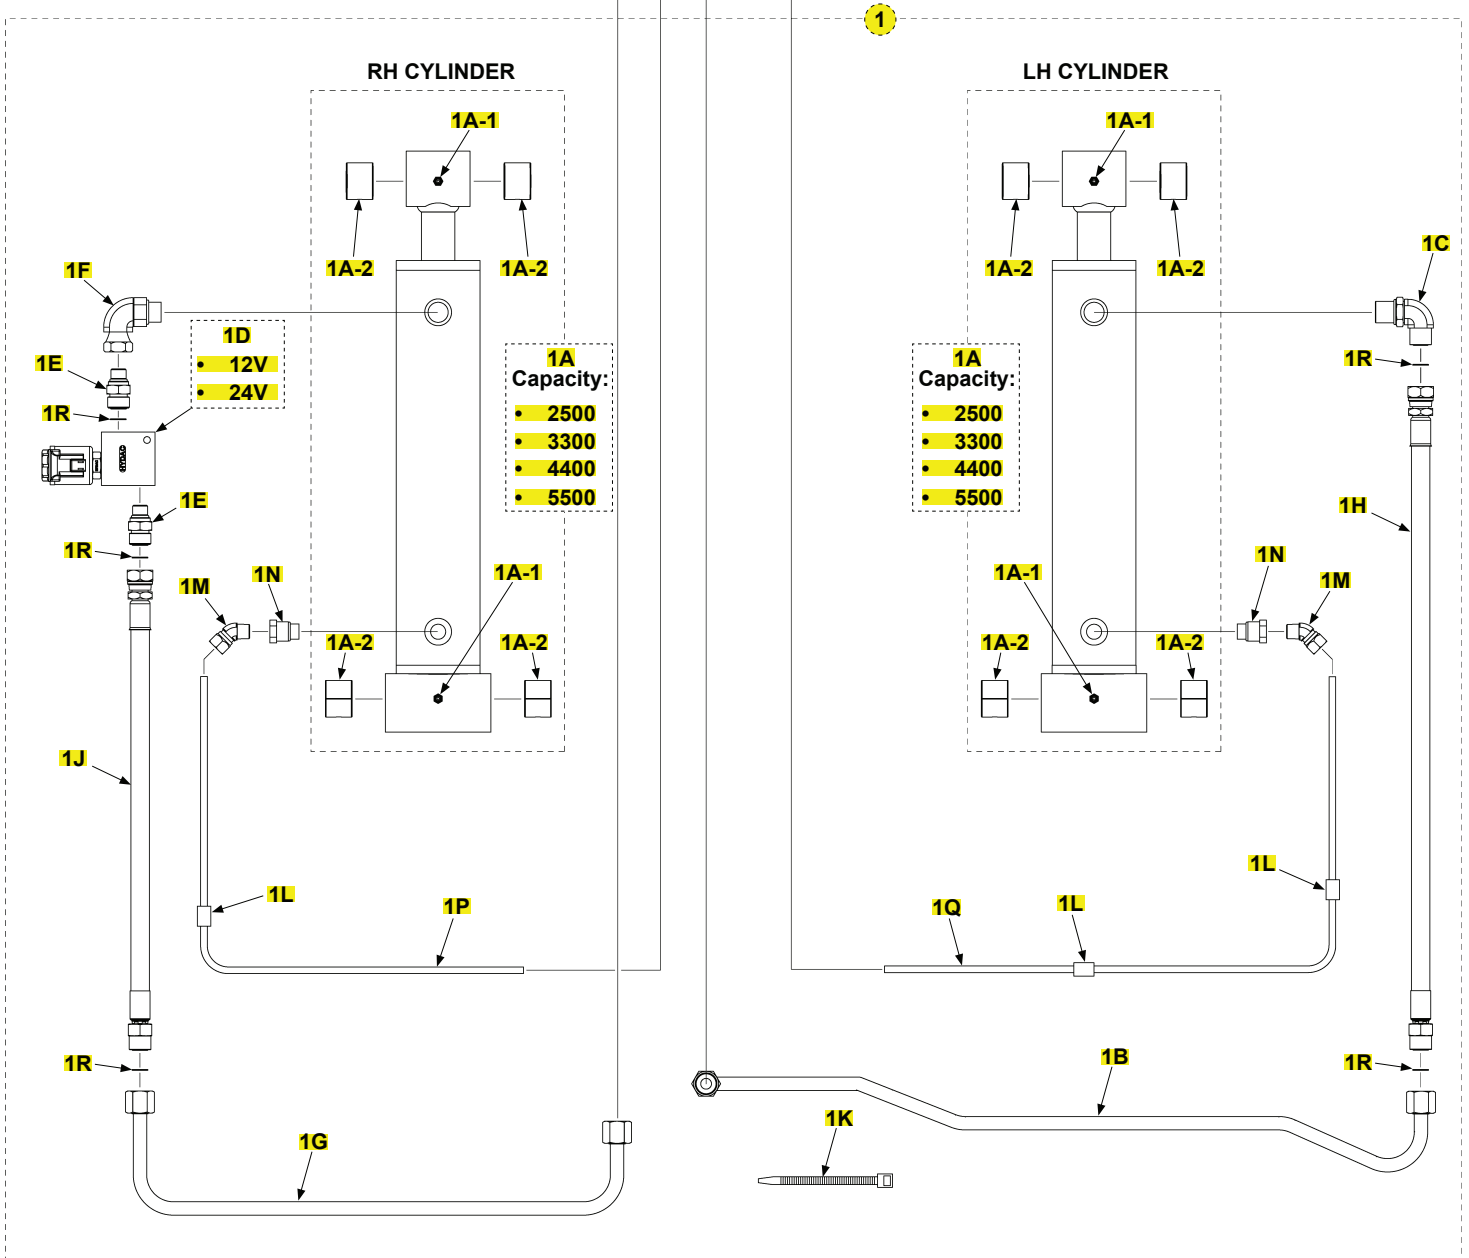 1
RH CYLINDER
LH CYLINDER
1A-1
1A-1
1A-2
1A-2
1A-2
1A-2
1F
1C
1D
• 12V
• 24V
1E
1R
HYDAC
1A
Capacity:
• 2500
• 3300
• 4400
• 5500
1A
Capacity:
• 2500
• 3300
• 4400
• 5500
1R
1E
1H
1R
1M
1N
1A-1
1A-1
1N
1M
1A-2
1A-2
1A-2
1A-2
1J
1L
1P
1Q
1L
1L
1R
1B
1R
1K
1G